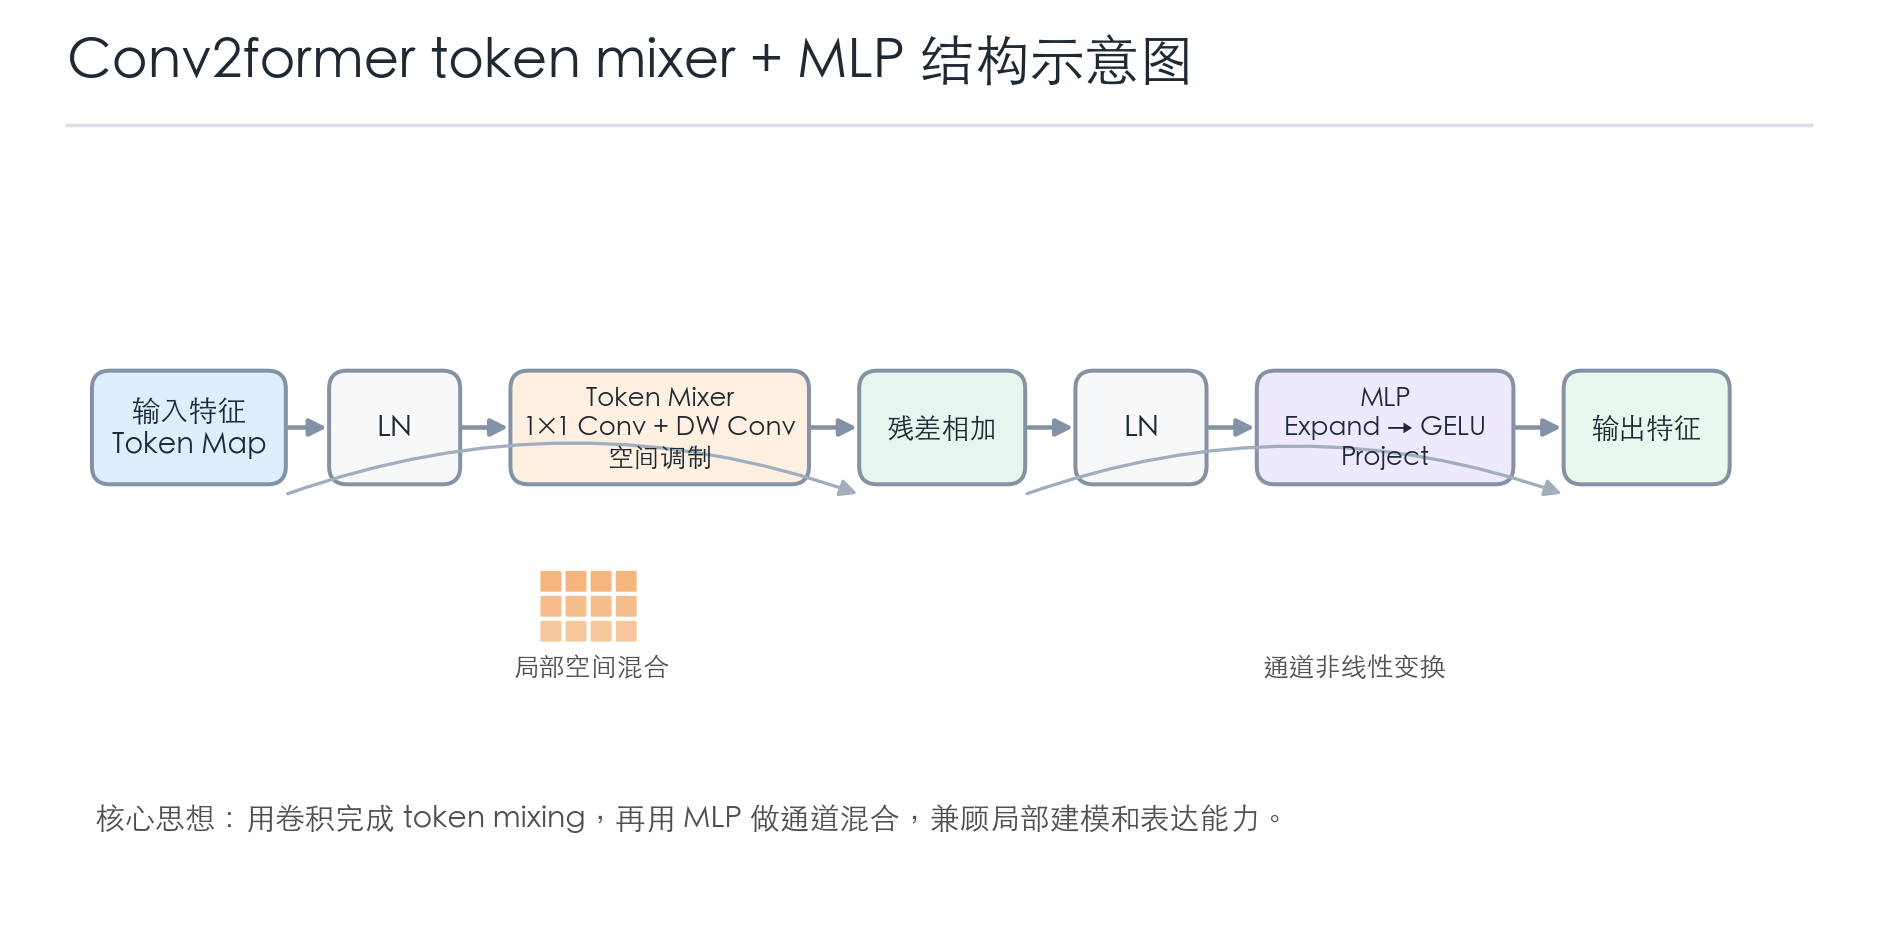 Conv2former token mixer + MLP 结构示意图
输入特征
Token Map
LN
Token Mixer
1×1 Conv + DW Conv
空间调制
残差相加
LN
MLP
Expand → GELU
Project
输出特征
局部空间混合
通道非线性变换
核心思想：用卷积完成 token mixing，再用 MLP 做通道混合，兼顾局部建模和表达能力。